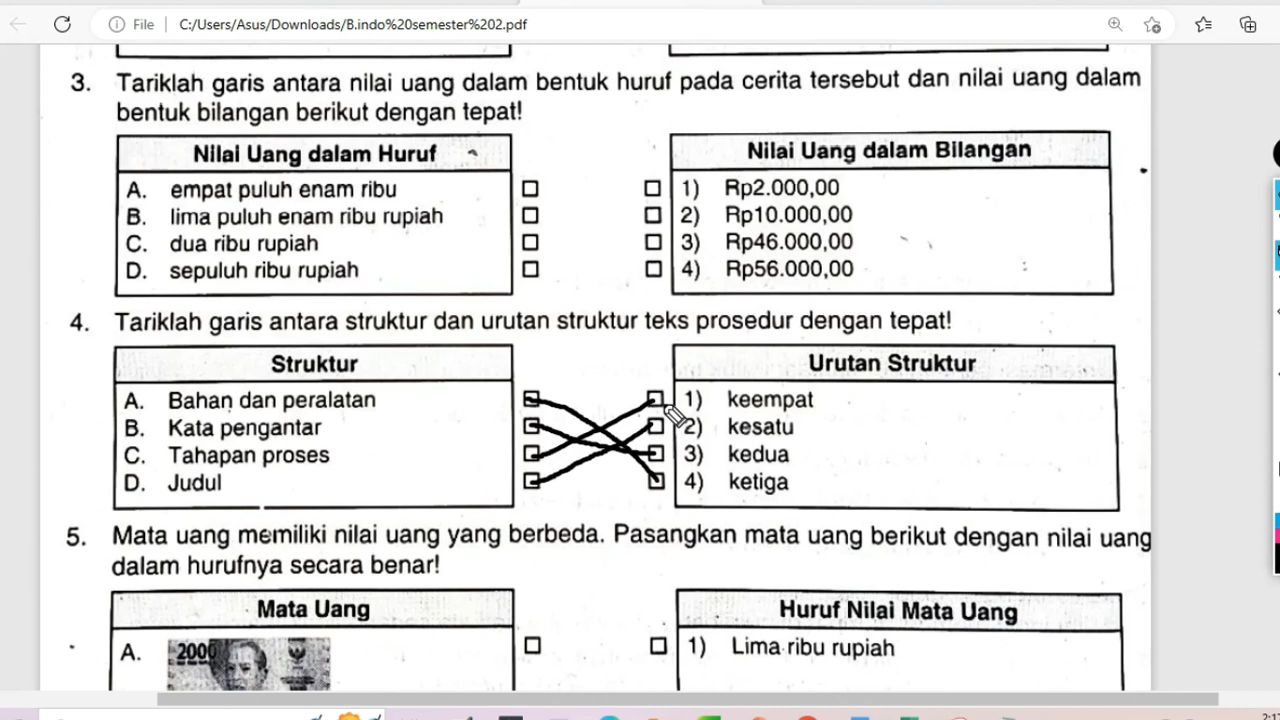 File
C:/Users/Asus/Downloads/B.indo%20semester%202.pdf
3. Tariklah garis antara nilai uang dalam bentuk huruf pada cerita tersebut dan nilai uang dalam
bentuk bilangan berikut dengan tepat!
Nilai Uang dalam Huruf
A. empat puluh enam ribu
B. lima puluh enam ribu rupiah
C. dua ribu rupiah
D. sepuluh ribu rupiah
Nilai Uang dalam Bilangan
1) Rp2.000,00
2) Rp10.000,00
3) Rp46.000,00
4) Rp56.000,00
4. Tariklah garis antara struktur dan urutan struktur teks prosedur dengan tepat!
Struktur
A. Bahan dan peralatan
B. Kata pengantar
C. Tahapan proses
D. Judul
Urutan Struktur
1) keempat
2) kesatu
3) kedua
4) ketiga
5. Mata uang memiliki nilai uang yang berbeda. Pasangkan mata uang berikut dengan nilai uang
dalam hurufnya secara benar!
Mata Uang
A.
2000
Huruf Nilai Mata Uang
1) Lima ribu rupiah